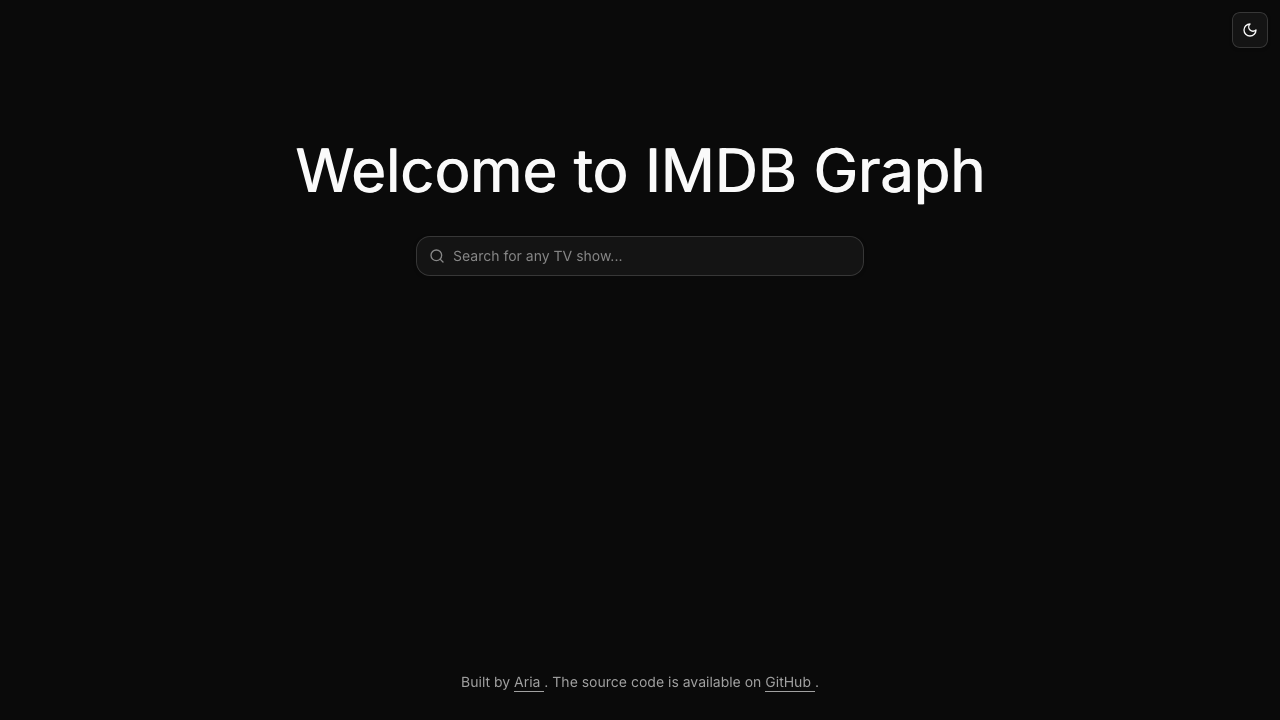 Welcome to IMDB Graph
Search for any TV show...
Built by Aria . The source code is available on GitHub .